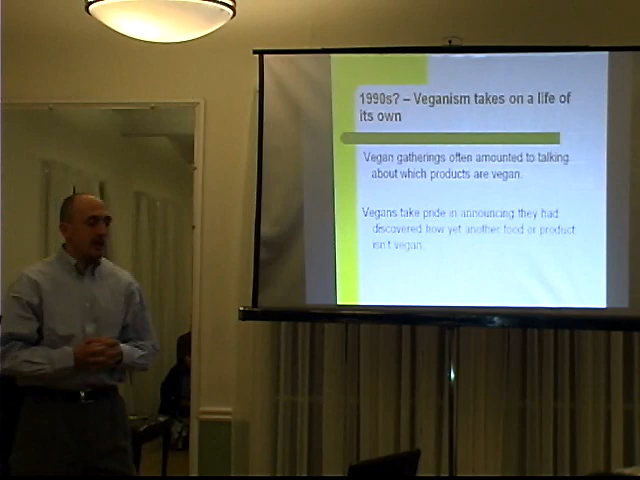 1990s? – Veganism takes on a life of
its own
Vegan gatherings often amounted to talking
about which products are vegan.
Vegans take pride in announcing they had
discovered how yet another food or product
isn't vegan.